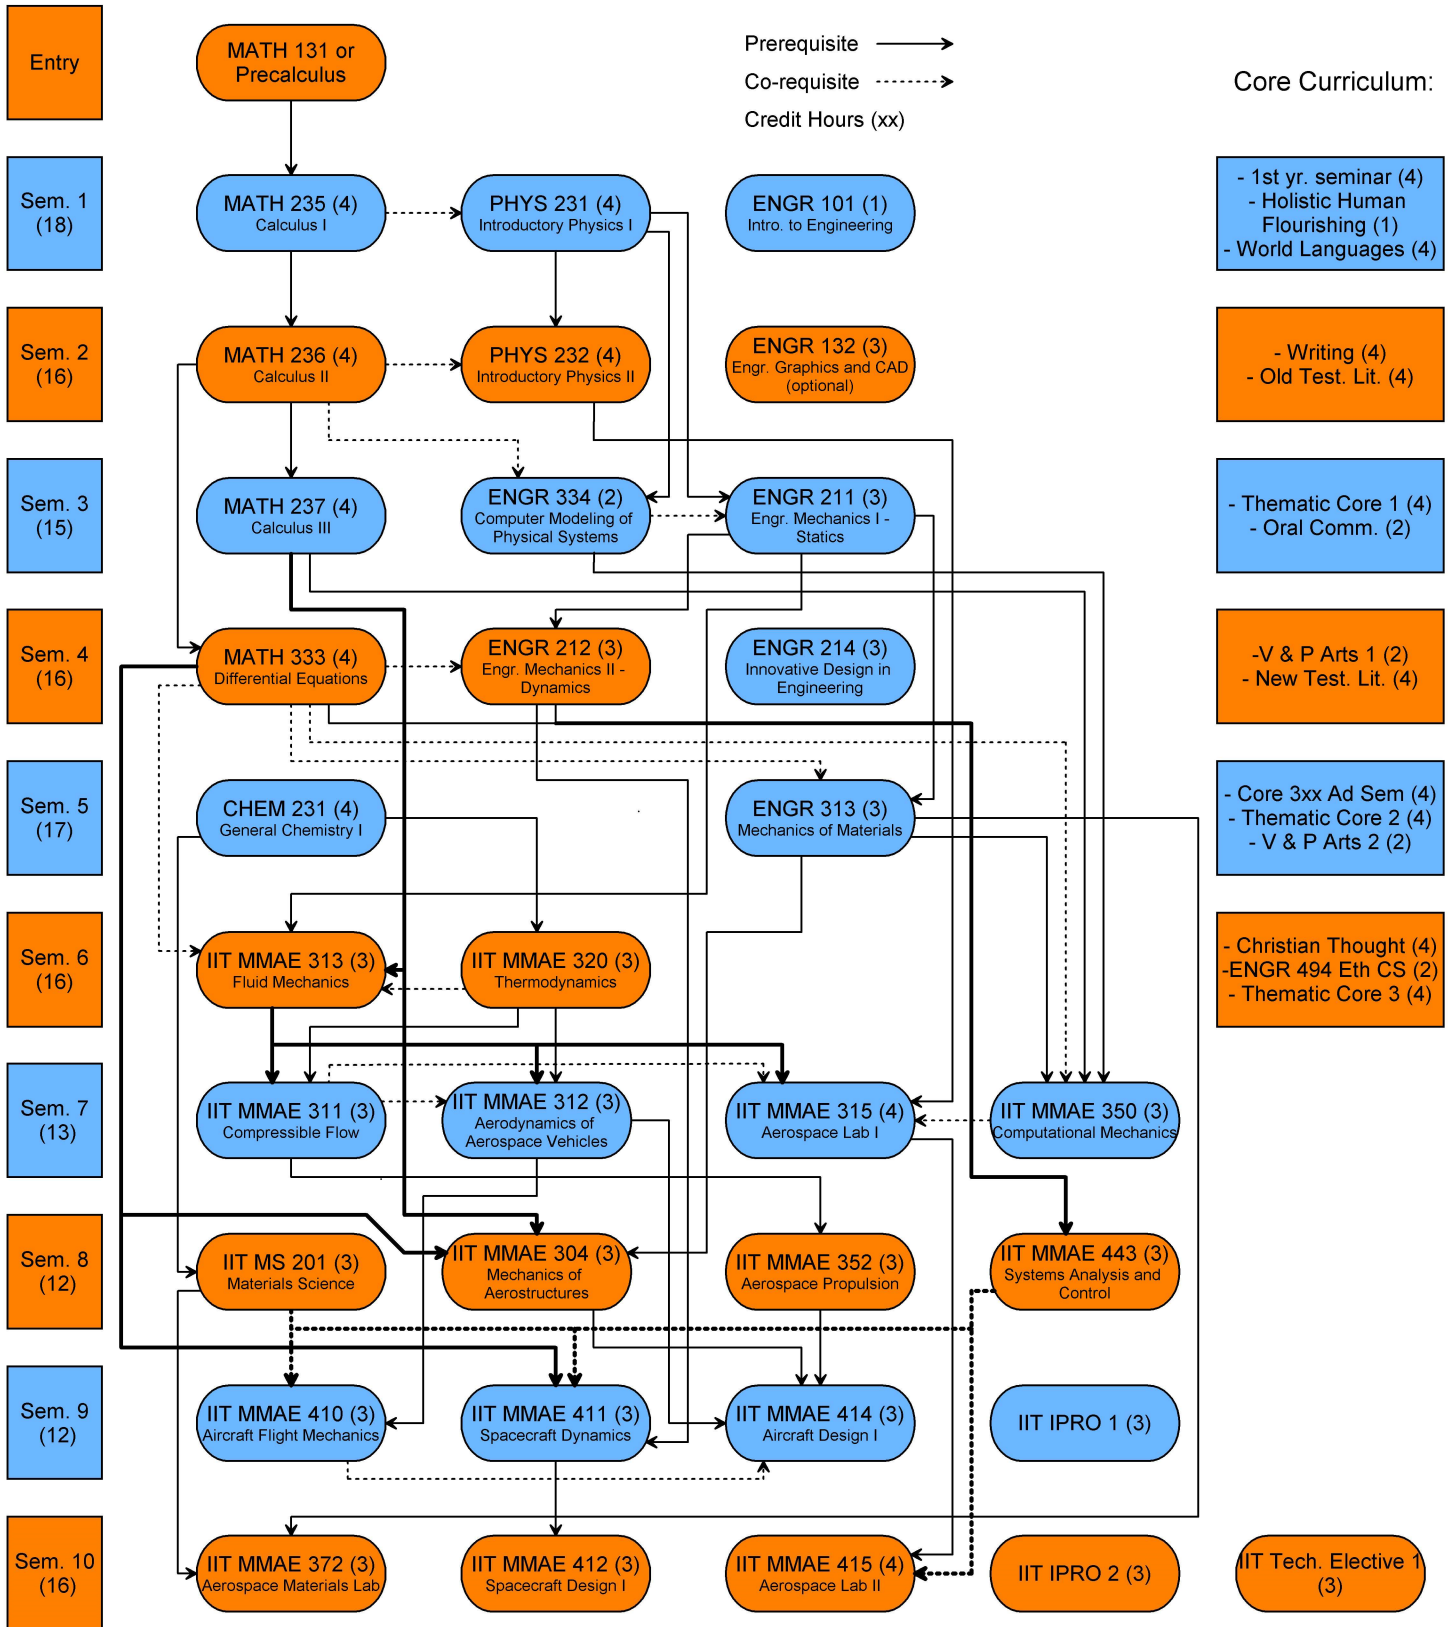 Entry
MATH 131 or
Precalculus
Prerequisite
Co-requisite
Credit Hours (xx)
Core Curriculum:
Sem. 1
(18)
MATH 235 (4)
Calculus I
PHYS 231 (4)
Introductory Physics I
ENGR 101 (1)
Intro. to Engineering
- 1st yr. seminar (4)
- Holistic Human
Flourishing (1)
- World Languages (4)
Sem. 2
(16)
MATH 236 (4)
Calculus II
PHYS 232 (4)
Introductory Physics II
ENGR 132 (3)
Engr. Graphics and CAD
(optional)
- Writing (4)
- Old Test. Lit. (4)
Sem. 3
(15)
MATH 237 (4)
Calculus III
ENGR 334 (2)
Computer Modeling of
Physical Systems
ENGR 211 (3)
Engr. Mechanics I -
Statics
- Thematic Core 1 (4)
- Oral Comm. (2)
Sem. 4
(16)
MATH 333 (4)
Differential Equations
ENGR 212 (3)
Engr. Mechanics II -
Dynamics
ENGR 214 (3)
Innovative Design in
Engineering
-V & P Arts 1 (2)
- New Test. Lit. (4)
Sem. 5
(17)
CHEM 231 (4)
General Chemistry I
ENGR 313 (3)
Mechanics of Materials
- Core 3xx Ad Sem (4)
- Thematic Core 2 (4)
- V & P Arts 2 (2)
Sem. 6
(16)
IIT MMAE 313 (3)
Fluid Mechanics
IIT MMAE 320 (3)
Thermodynamics
- Christian Thought (4)
-ENGR 494 Eth CS (2)
- Thematic Core 3 (4)
Sem. 7
(13)
IIT MMAE 311 (3)
Compressible Flow
IIT MMAE 312 (3)
Aerodynamics of
Aerospace Vehicles
IIT MMAE 315 (4)
Aerospace Lab I
IIT MMAE 350 (3)
Computational Mechanics
Sem. 8
(12)
IIT MS 201 (3)
Materials Science
IIT MMAE 304 (3)
Mechanics of
Aerostructures
IIT MMAE 352 (3)
Aerospace Propulsion
IIT MMAE 443 (3)
Systems Analysis and
Control
Sem. 9
(12)
IIT MMAE 410 (3)
Aircraft Flight Mechanics
IIT MMAE 411 (3)
Spacecraft Dynamics
IIT MMAE 414 (3)
Aircraft Design I
IIT IPRO 1 (3)
Sem. 10
(16)
IIT MMAE 372 (3)
Aerospace Materials Lab
IIT MMAE 412 (3)
Spacecraft Design I
IIT MMAE 415 (4)
Aerospace Lab II
IIT IPRO 2 (3)
IIT Tech. Elective 1
(3)